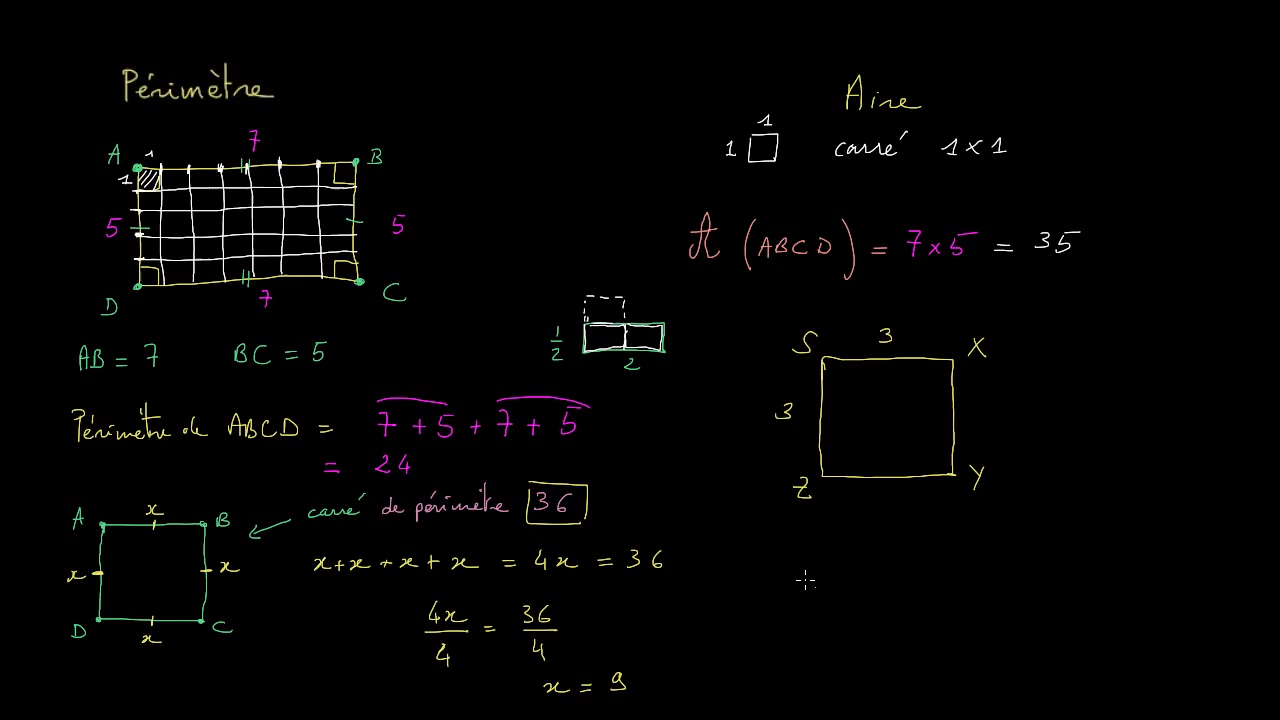 Périmètre
7
A 1 B
1
5 5
D 7 C
AB = 7 BC = 5
Périmètre de ABCD = 7 + 5 + 7 + 5
= 24
carré de périmètre 36
A x B
x x
D x C
x + x + x + x = 4x = 36
4x/4 = 36/4
x = 9
1/2
2
Aire
1
1 carré 1 × 1
A (ABCD) = 7 × 5 = 35
S 3 X
3
Z Y